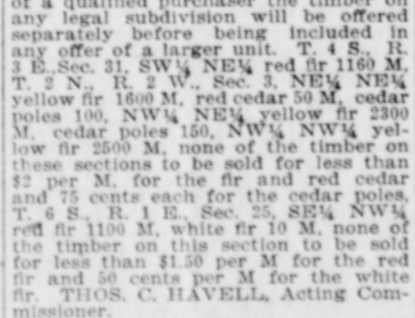 of a qualified purchaser the timber on
any legal subdivision will be offered
separately before being included in
any offer of a larger unit. T. 4 S., R.
3 E., Sec. 31, SW¼ NE¼ red fir 1160 M.
T. 2 N., R. 2 W., Sec. 3, NE¼ NE¼
yellow fir 1600 M, red cedar 50 M, cedar
poles 100, NW¼ NE¼ yellow fir 2300
M, cedar poles 150, NW¼ NW¼ yel-
low fir 2500 M, none of the timber on
these sections to be sold for less than
$2 per M. for the fir and red cedar
and 75 cents each for the cedar poles,
T. 6 S., R. 1 E., Sec. 25, SE¼ NW¼
red fir 1100 M, white fir 10 M, none of
the timber on this section to be sold
for less than $1.50 per M for the red
fir and 50 cents per M for the white
fir. THOS. C. HAVELL, Acting Com-
missioner.